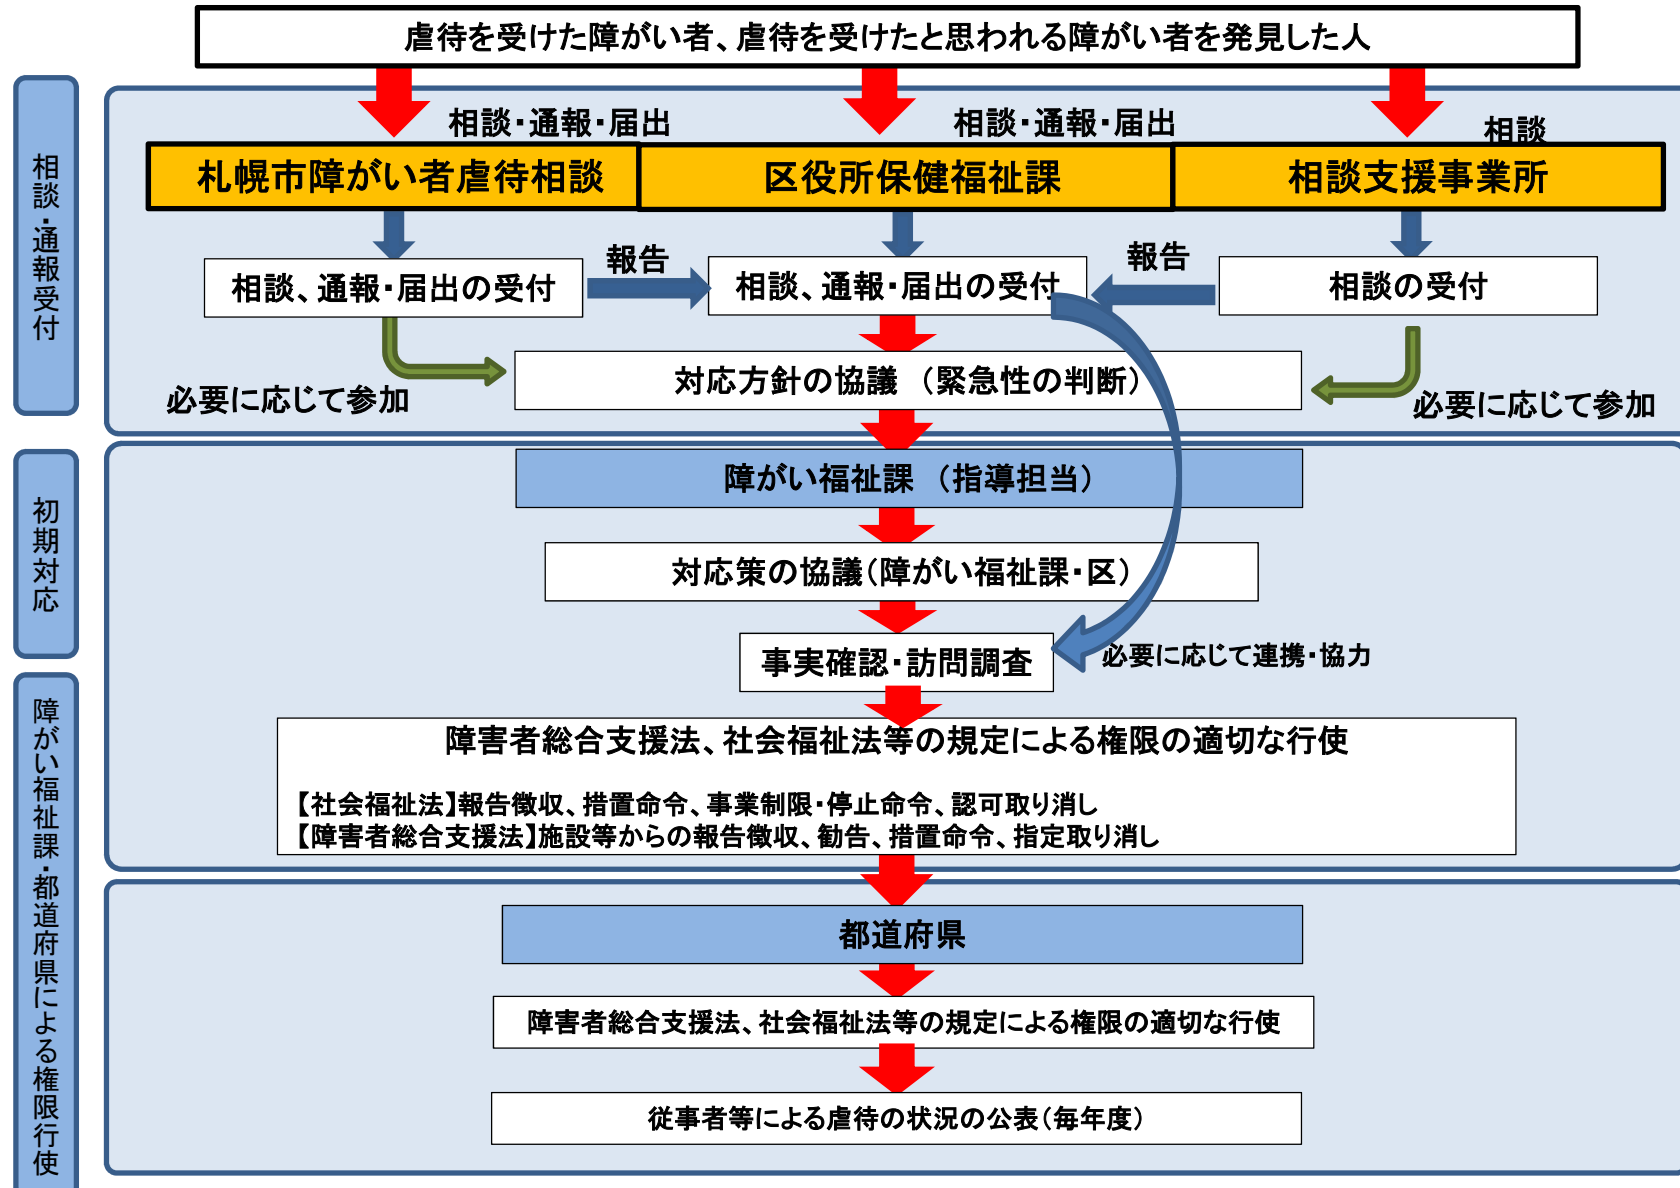 虐待を受けた障がい者、虐待を受けたと思われる障がい者を発見した人
相談・通報受付
相談・通報・届出
相談・通報・届出
相談
札幌市障がい者虐待相談
区役所保健福祉課
相談支援事業所
報告
報告
相談、通報・届出の受付
相談、通報・届出の受付
相談の受付
対応方針の協議 （緊急性の判断）
必要に応じて参加
必要に応じて参加
初期対応
障がい福祉課 （指導担当）
対応策の協議（障がい福祉課・区）
事実確認・訪問調査
必要に応じて連携・協力
障がい福祉課・都道府県による権限行使
障害者総合支援法、社会福祉法等の規定による権限の適切な行使
【社会福祉法】報告徴収、措置命令、事業制限・停止命令、認可取り消し
【障害者総合支援法】施設等からの報告徴収、勧告、措置命令、指定取り消し
都道府県
障害者総合支援法、社会福祉法等の規定による権限の適切な行使
従事者等による虐待の状況の公表（毎年度）